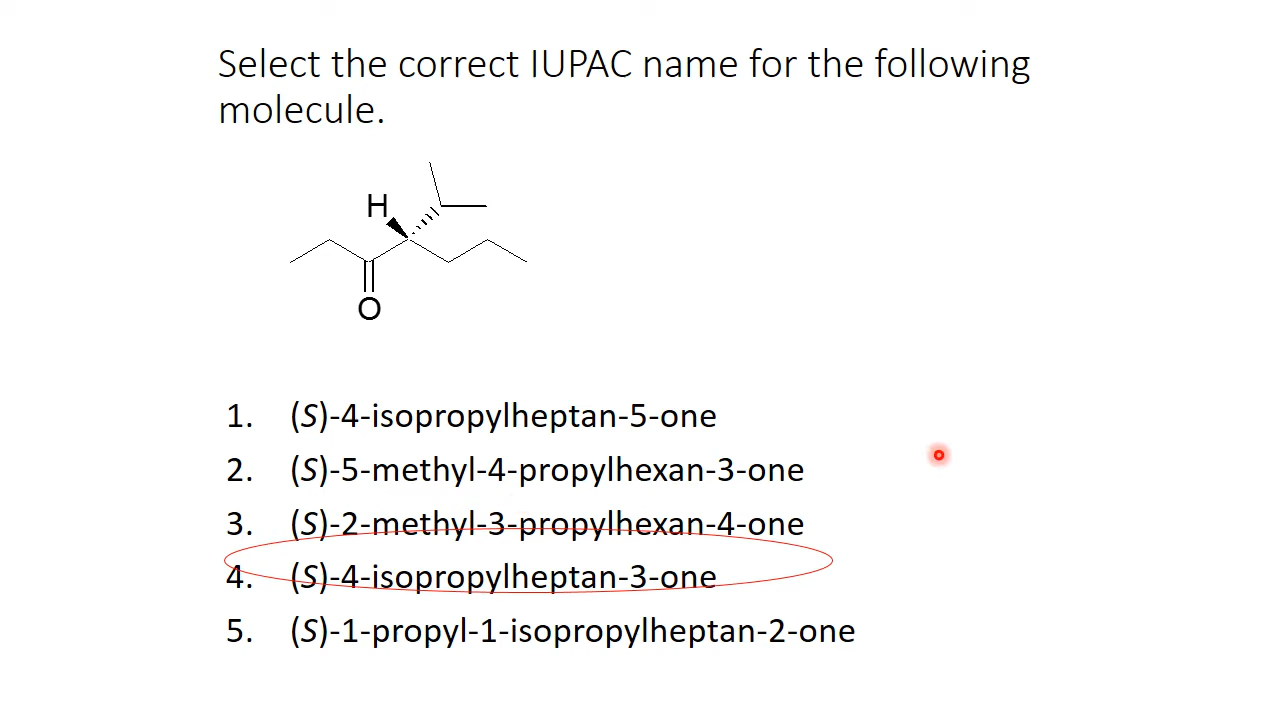 Select the correct IUPAC name for the following
molecule.
H
O
1. (S)-4-isopropylheptan-5-one
2. (S)-5-methyl-4-propylhexan-3-one
3. (S)-2-methyl-3-propylhexan-4-one
4. (S)-4-isopropylheptan-3-one
5. (S)-1-propyl-1-isopropylheptan-2-one